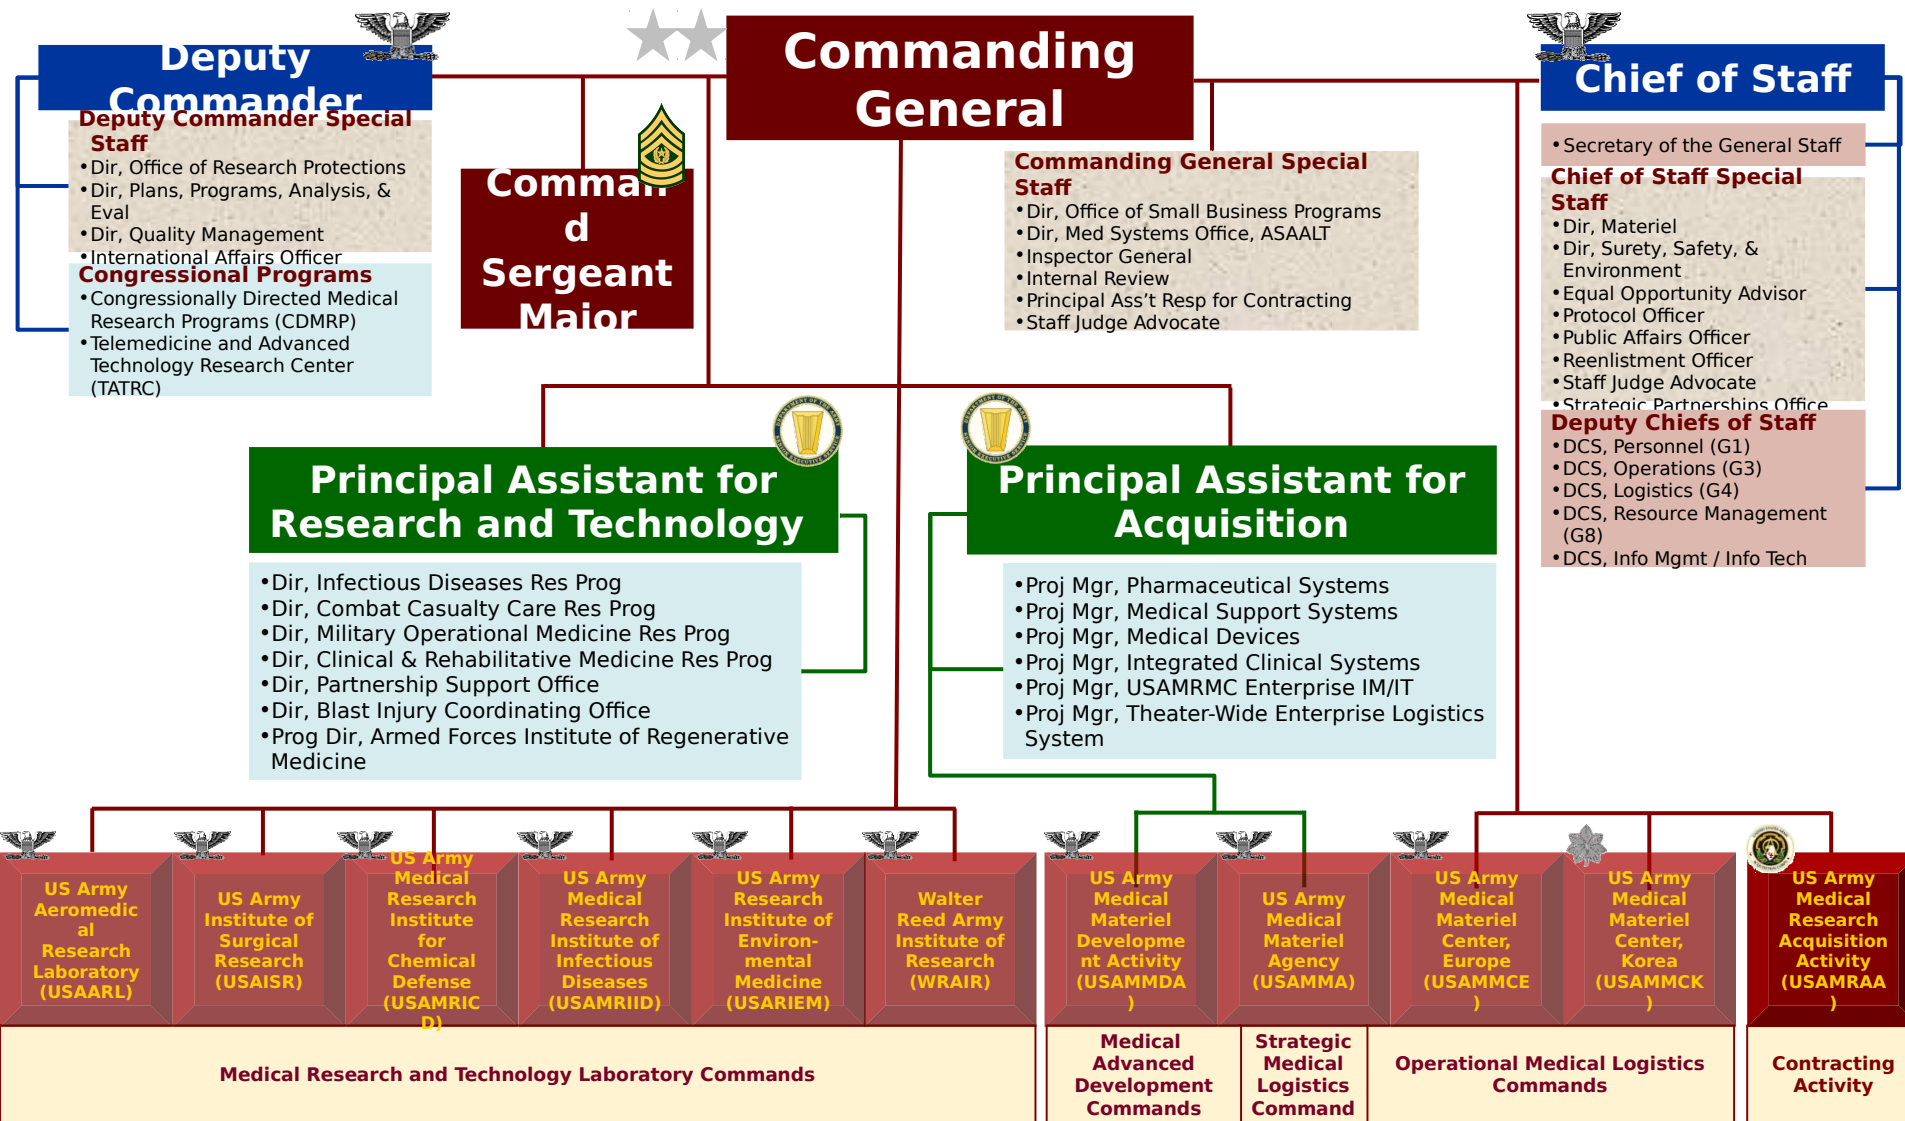 Deputy
Commander
Commanding
General
Chief of Staff
Deputy Commander Special
Staff
•Dir, Office of Research Protections
•Dir, Plans, Programs, Analysis, &
Eval
•Dir, Quality Management
•International Affairs Officer
Congressional Programs
•Congressionally Directed Medical
Research Programs (CDMRP)
•Telemedicine and Advanced
Technology Research Center
(TATRC)
Comman
d
Sergeant
Major
Commanding General Special
Staff
•Dir, Office of Small Business Programs
•Dir, Med Systems Office, ASAALT
•Inspector General
•Internal Review
•Principal Ass’t Resp for Contracting
•Staff Judge Advocate
•Secretary of the General Staff
Chief of Staff Special
Staff
•Dir, Materiel
•Dir, Surety, Safety, &
Environment
•Equal Opportunity Advisor
•Protocol Officer
•Public Affairs Officer
•Reenlistment Officer
•Staff Judge Advocate
•Strategic Partnerships Office
Deputy Chiefs of Staff
•DCS, Personnel (G1)
•DCS, Operations (G3)
•DCS, Logistics (G4)
•DCS, Resource Management
(G8)
•DCS, Info Mgmt / Info Tech
Principal Assistant for
Research and Technology
•Dir, Infectious Diseases Res Prog
•Dir, Combat Casualty Care Res Prog
•Dir, Military Operational Medicine Res Prog
•Dir, Clinical & Rehabilitative Medicine Res Prog
•Dir, Partnership Support Office
•Dir, Blast Injury Coordinating Office
•Prog Dir, Armed Forces Institute of Regenerative
Medicine
Principal Assistant for
Acquisition
•Proj Mgr, Pharmaceutical Systems
•Proj Mgr, Medical Support Systems
•Proj Mgr, Medical Devices
•Proj Mgr, Integrated Clinical Systems
•Proj Mgr, USAMRMC Enterprise IM/IT
•Proj Mgr, Theater-Wide Enterprise Logistics
System
US Army
Aeromedic
al
Research
Laboratory
(USAARL)
US Army
Institute of
Surgical
Research
(USAISR)
US Army
Medical
Research
Institute
for
Chemical
Defense
(USAMRIC
D)
US Army
Medical
Research
Institute of
Infectious
Diseases
(USAMRIID)
US Army
Research
Institute of
Environ-
mental
Medicine
(USARIEM)
Walter
Reed Army
Institute of
Research
(WRAIR)
US Army
Medical
Materiel
Developme
nt Activity
(USAMMDA
)
US Army
Medical
Materiel
Agency
(USAMMA)
US Army
Medical
Materiel
Center,
Europe
(USAMMCE
)
US Army
Medical
Materiel
Center,
Korea
(USAMMCK
)
US Army
Medical
Research
Acquisition
Activity
(USAMRAA
)
Medical Research and Technology Laboratory Commands
Medical
Advanced
Development
Commands
Strategic
Medical
Logistics
Command
Operational Medical Logistics
Commands
Contracting
Activity